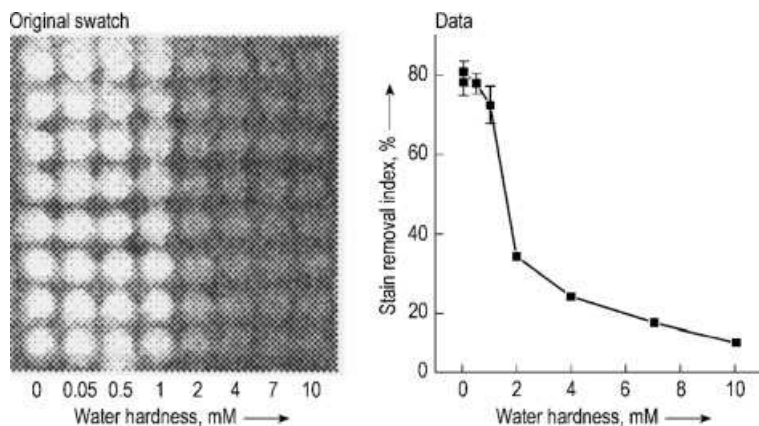 Original swatch
0 0.05 0.5 1 2 4 7 10
Water hardness, mM
Data
Stain removal index, %
80
60
40
20
0
0 2 4 6 8 10
Water hardness, mM